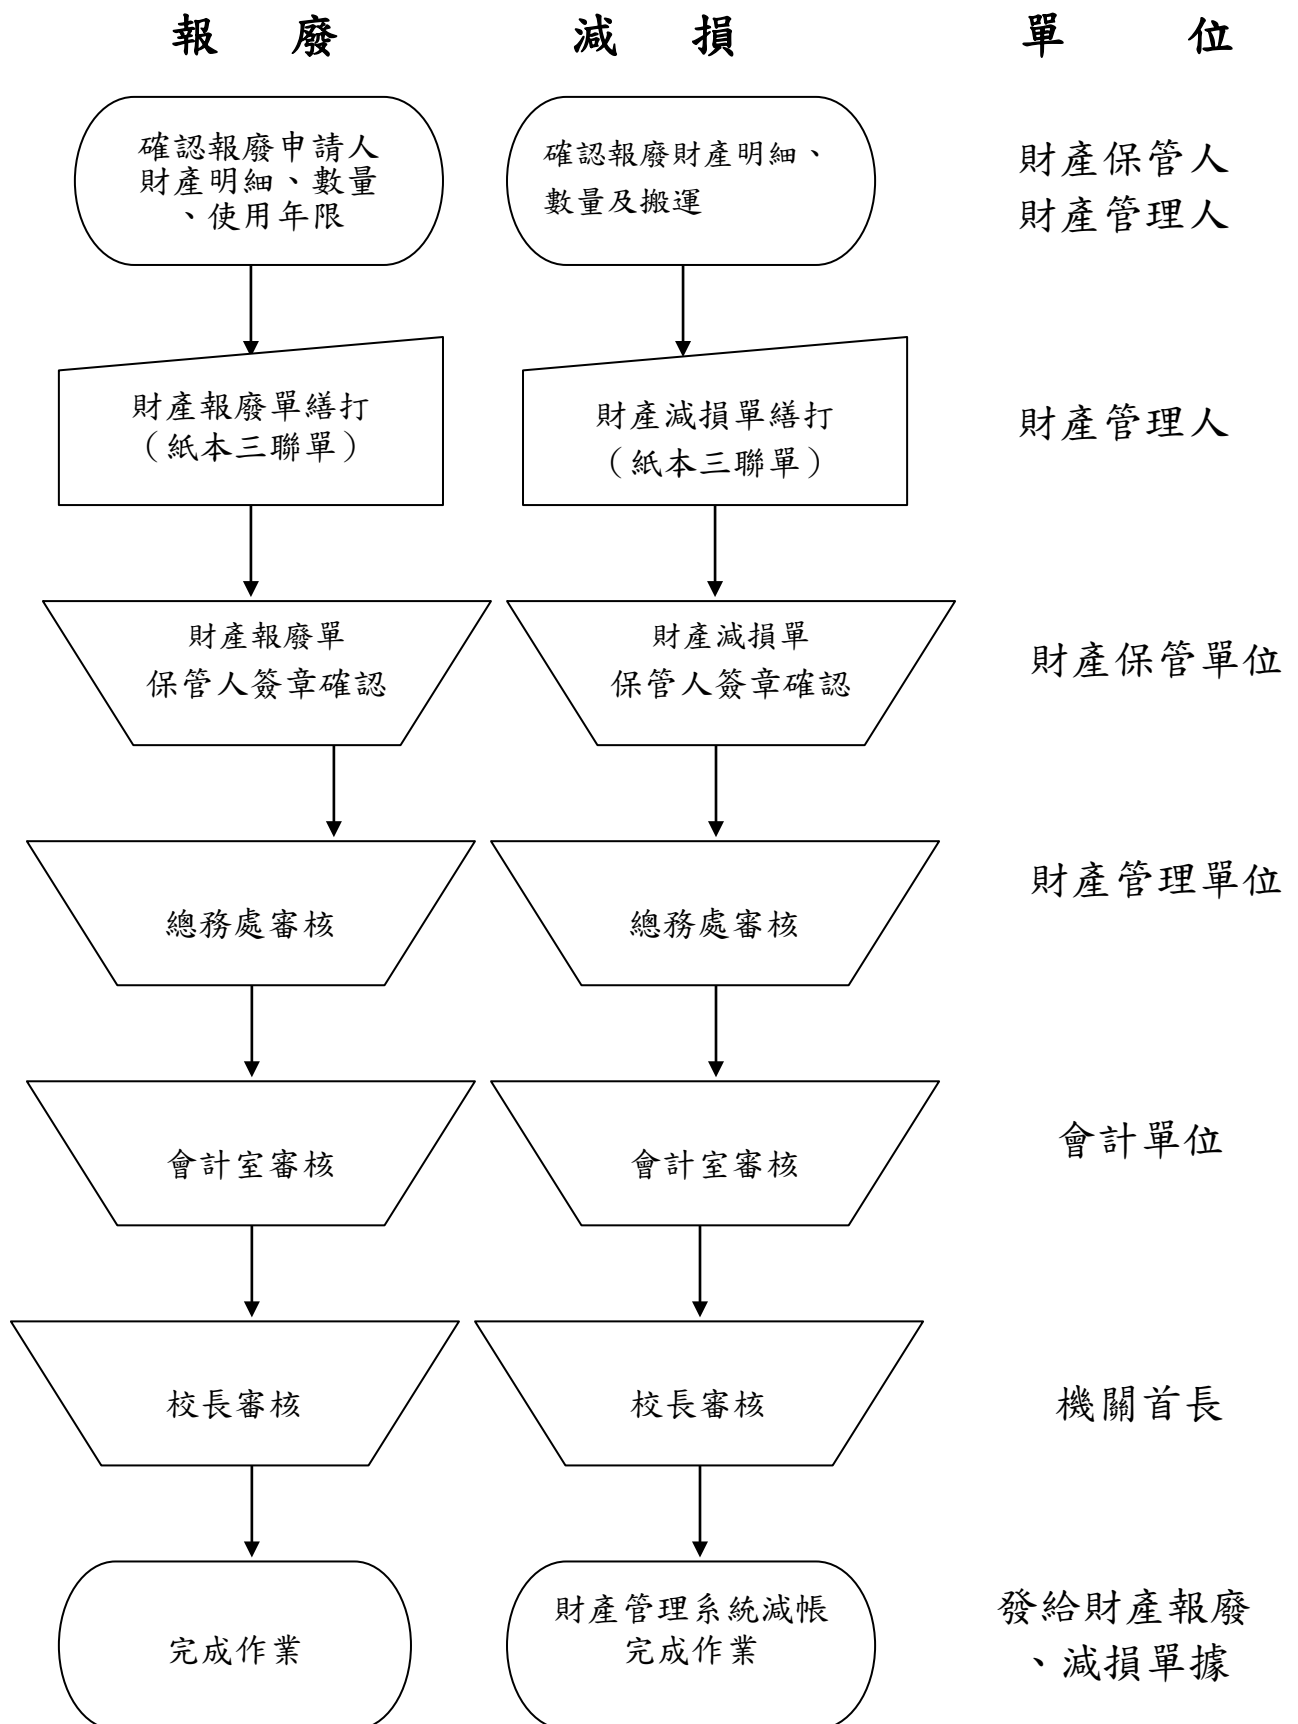 報 廢 減 損 單 位
確認報廢申請人
財產明細、數量
、使用年限
確認報廢財產明細、
數量及搬運
財產保管人
財產管理人
財產報廢單繕打
（紙本三聯單）
財產減損單繕打
（紙本三聯單）
財產管理人
財產報廢單
保管人簽章確認
財產減損單
保管人簽章確認
財產保管單位
總務處審核
總務處審核
財產管理單位
會計室審核
會計室審核
會計單位
校長審核
校長審核
機關首長
完成作業
財產管理系統減帳
完成作業
發給財產報廢
、減損單據